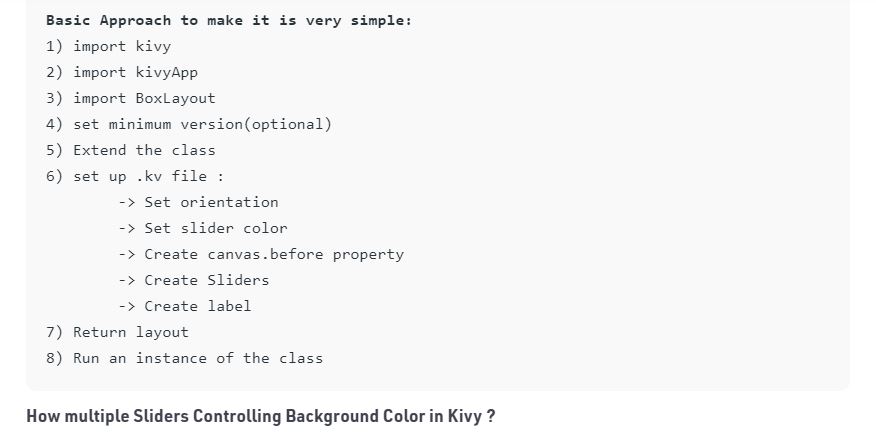 Basic Approach to make it is very simple:
1) import kivy
2) import kivyApp
3) import BoxLayout
4) set minimum version(optional)
5) Extend the class
6) set up .kv file :
-> Set orientation
-> Set slider color
-> Create canvas.before property
-> Create Sliders
-> Create label
7) Return layout
8) Run an instance of the class
How multiple Sliders Controlling Background Color in Kivy ?